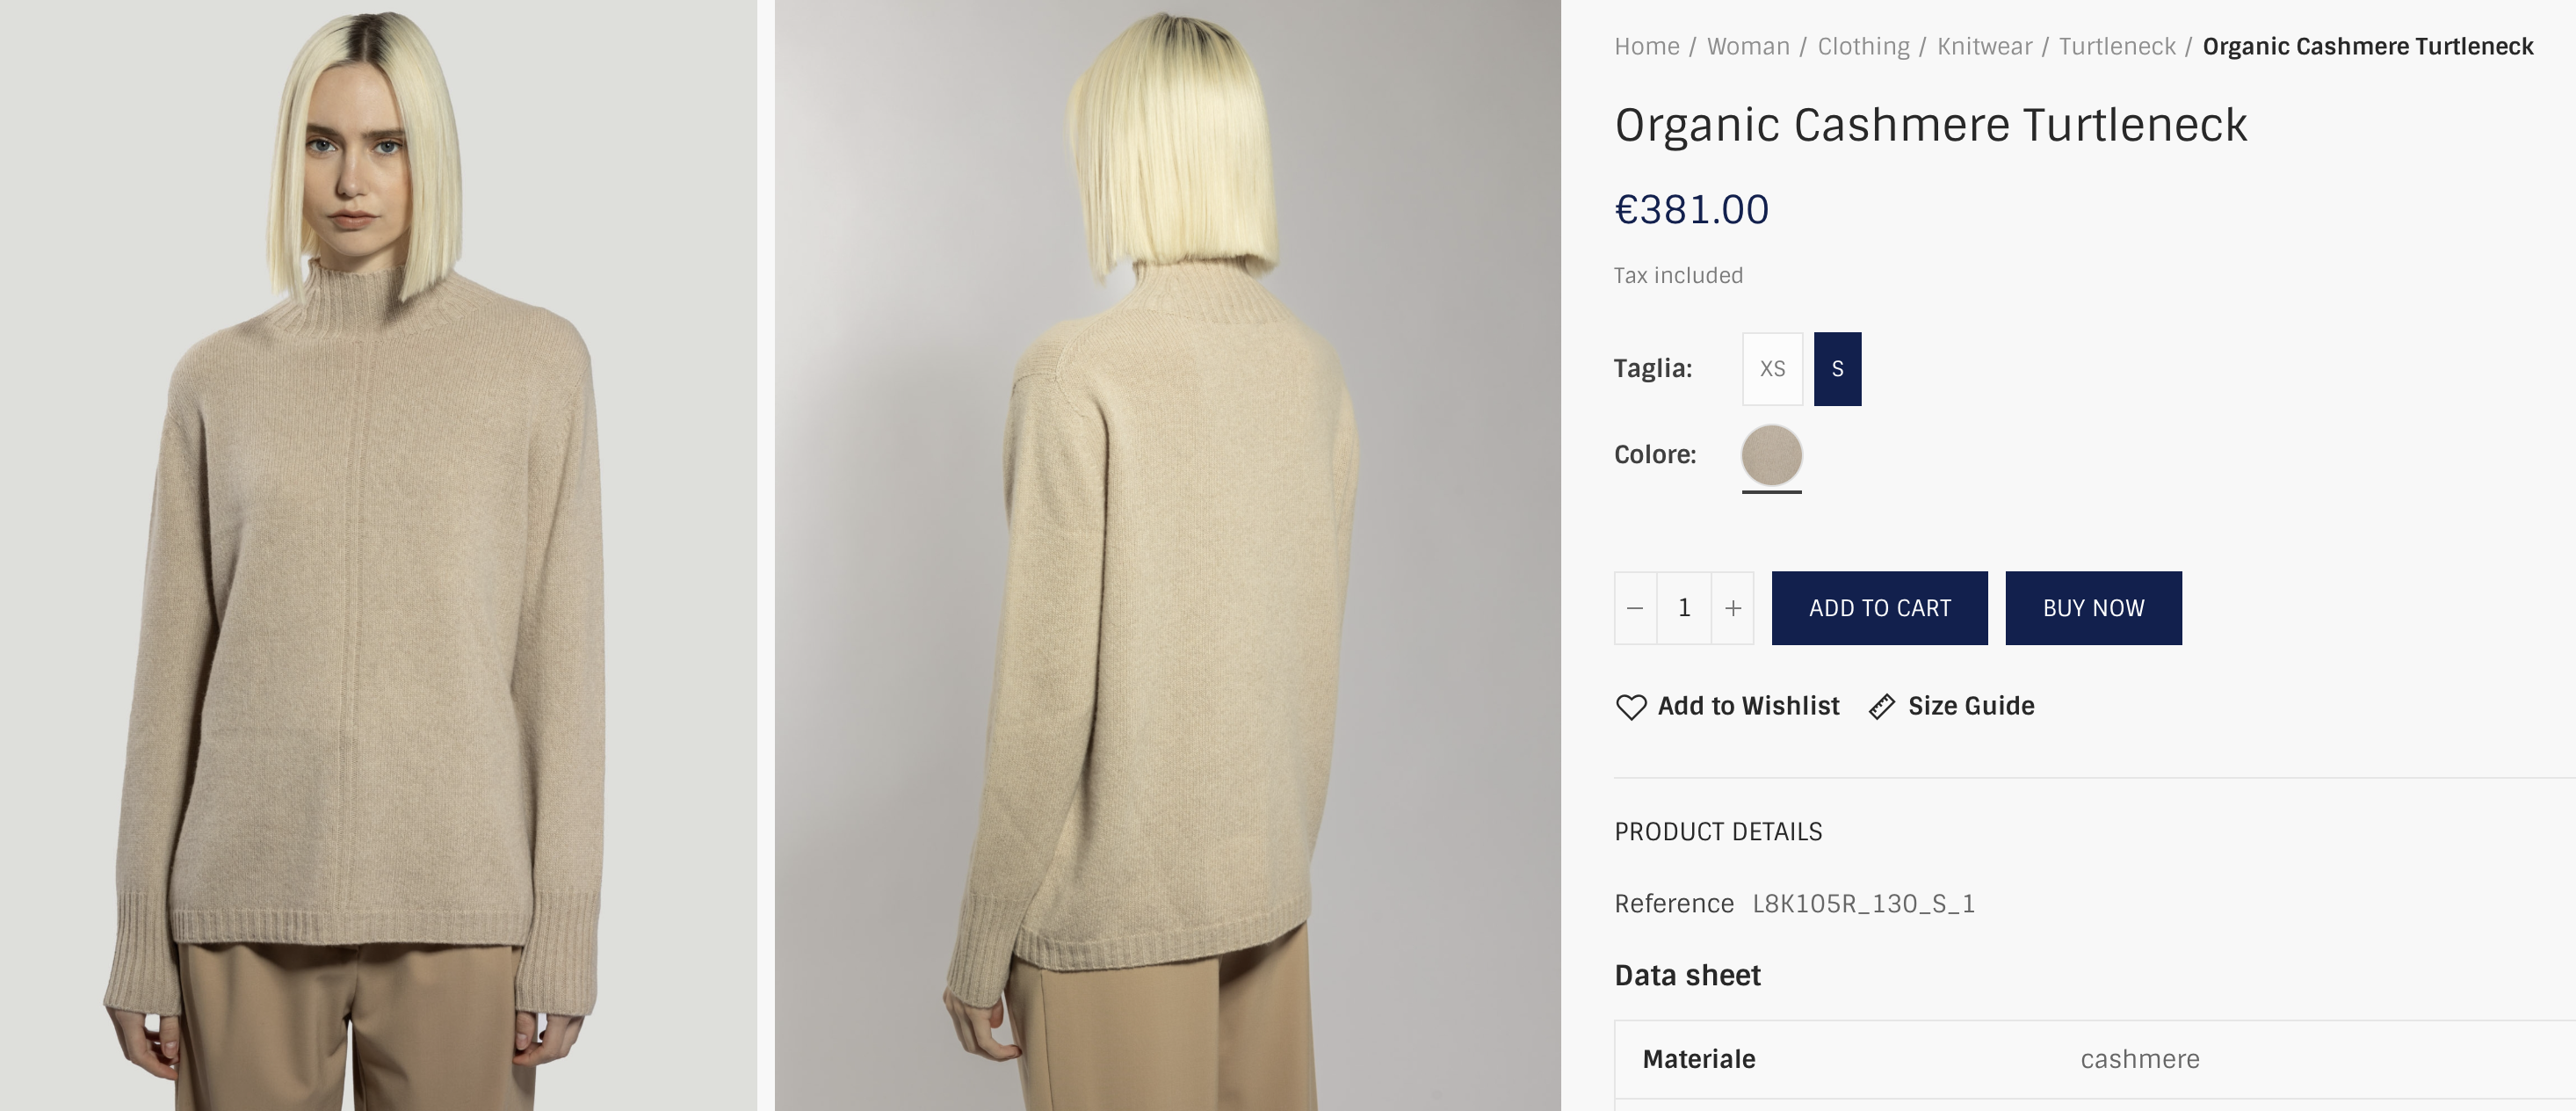 Home / Woman / Clothing / Knitwear / Turtleneck / Organic Cashmere Turtleneck
Organic Cashmere Turtleneck
€381.00
Tax included
Taglia: XS S
Colore:
1 ADD TO CART BUY NOW
Add to Wishlist Size Guide
PRODUCT DETAILS
Reference L8K105R_130_S_1
Data sheet
Materiale cashmere